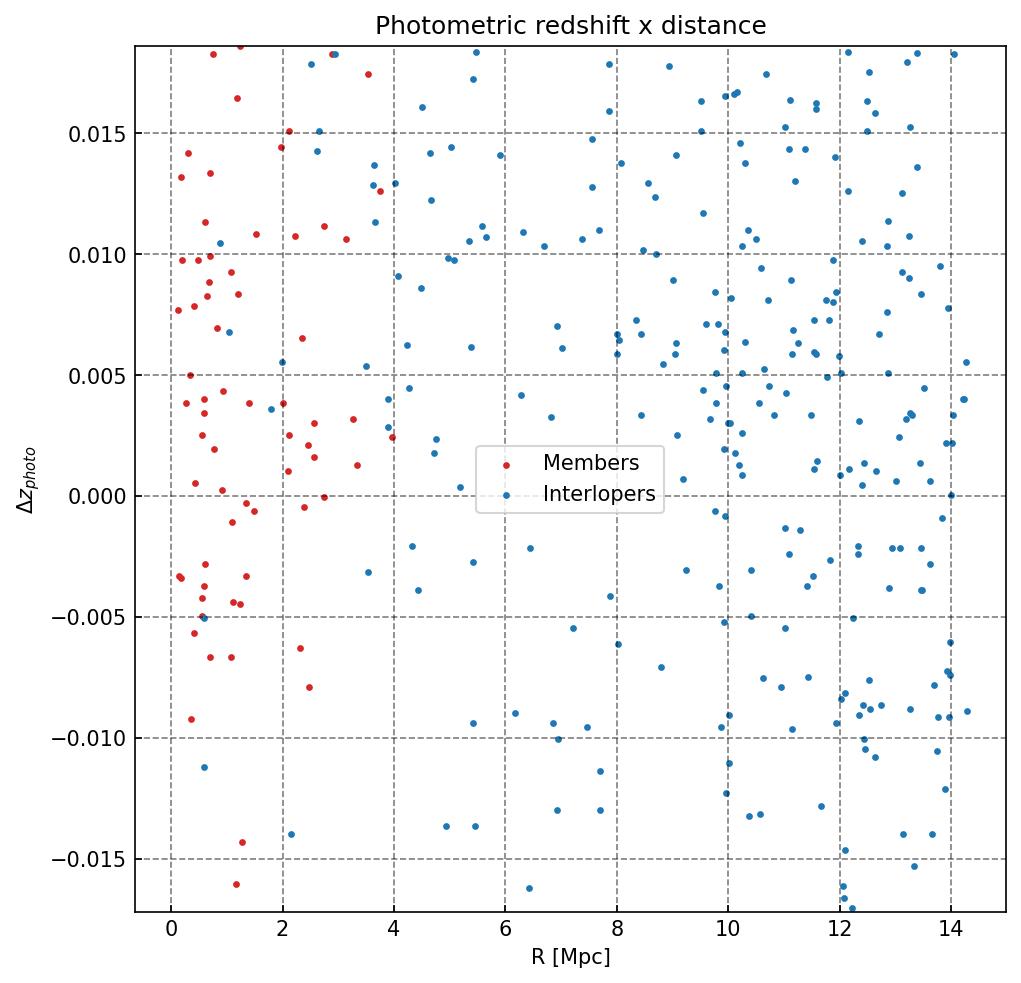 Photometric redshift x distance
0.015
0.010
0.005
0.000
−0.005
−0.010
−0.015
Δz_photo
Members
Interlopers
0 2 4 6 8 10 12 14
R [Mpc]